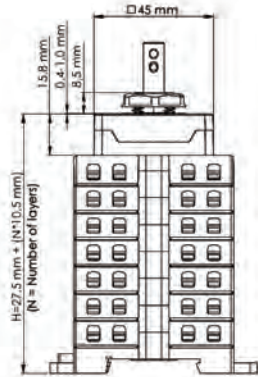 □45 mm
15.8 mm
0,4-1,0 mm
8,5 mm
H=27,5 mm + (N*10,5 mm)
(N = Number of layers)